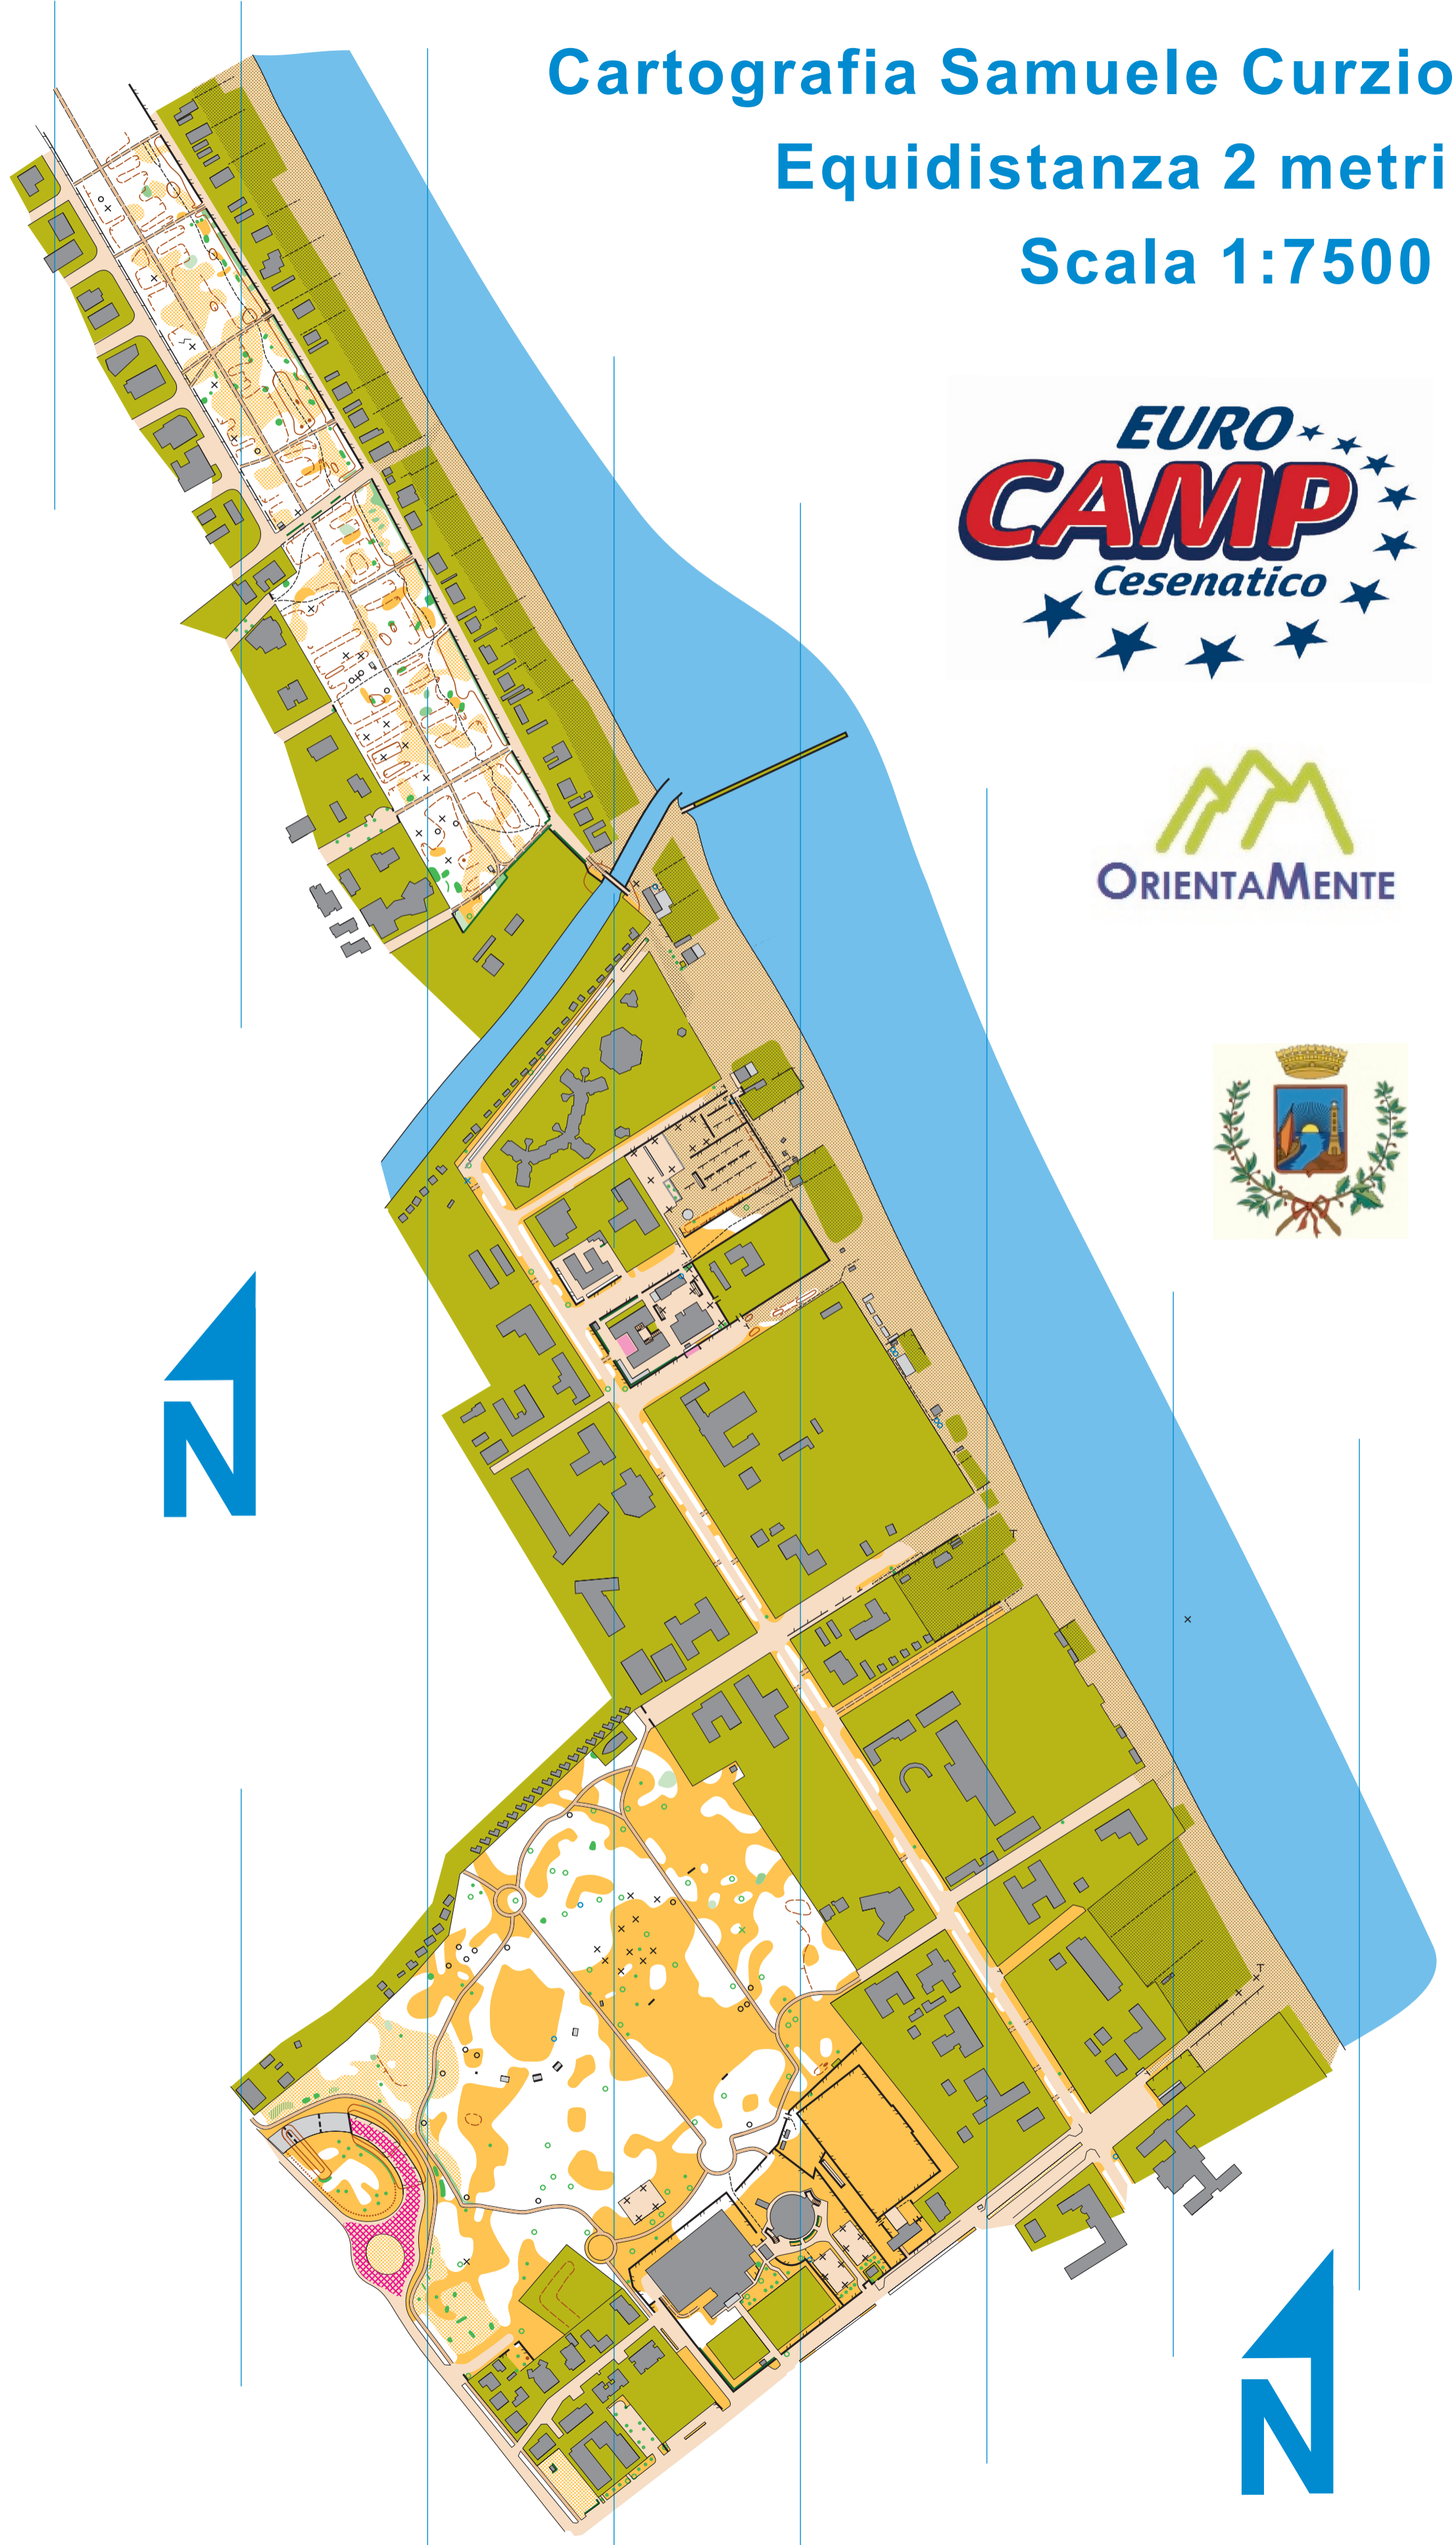 Cartografia Samuele Curzio
Equidistanza 2 metri
Scala 1:7500
EURO
CAMP
Cesenatico
ORIENTAMENTE
N
N